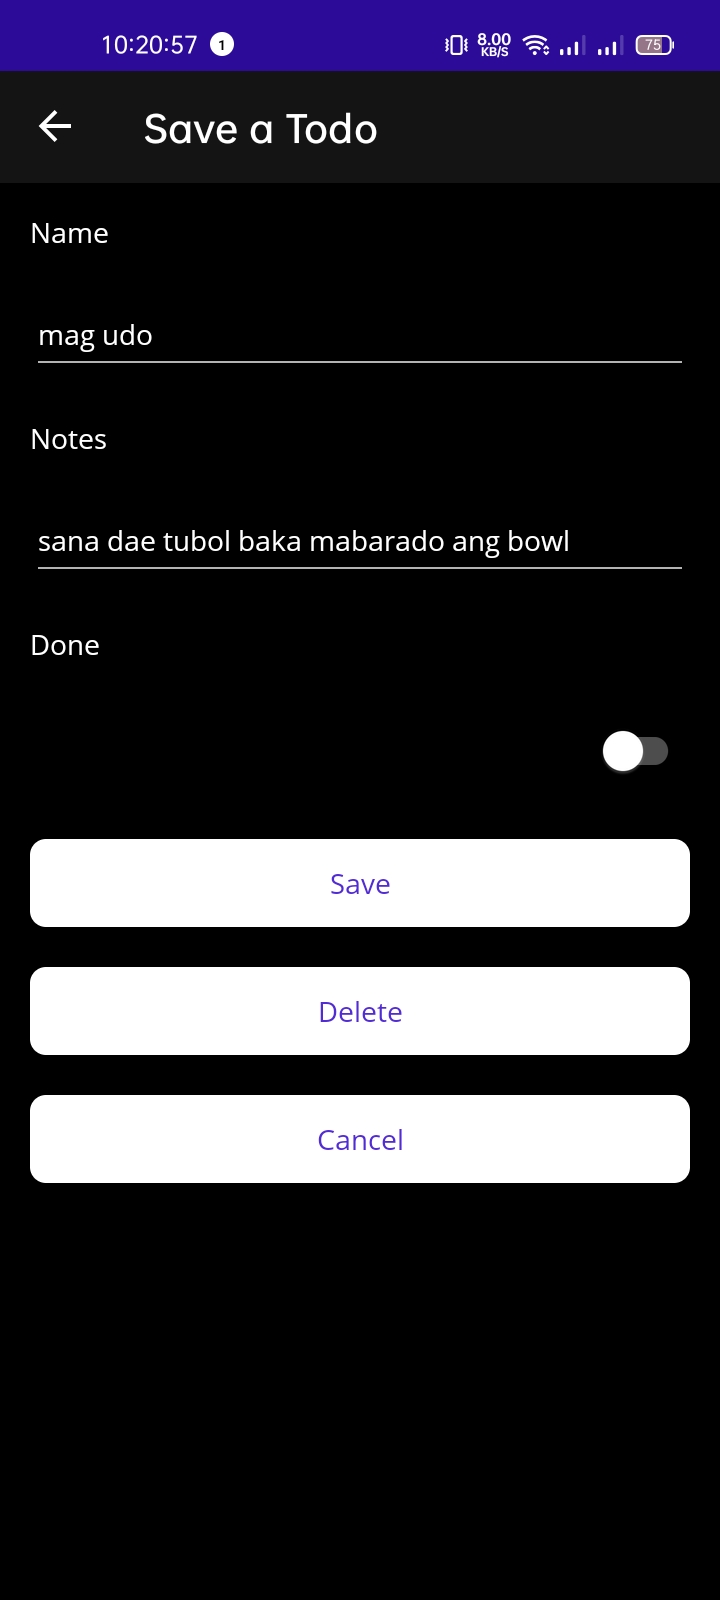 10:20:57 1 8.00 KB/S 75
Save a Todo
Name
mag udo
Notes
sana dae tubol baka mabarado ang bowl
Done
Save
Delete
Cancel